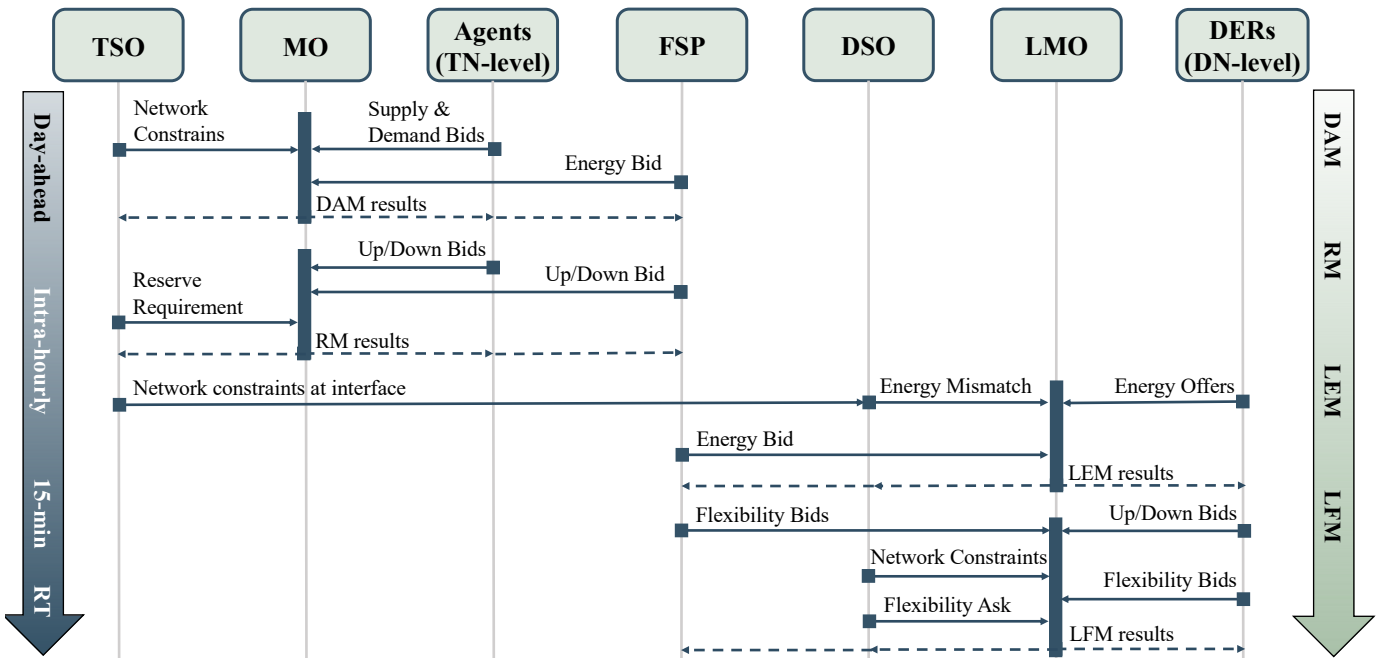 TSO
MO
Agents
(TN-level)
FSP
DSO
LMO
DERs
(DN-level)
Day-ahead
Intra-hourly
15-min
RT
Network
Constrains
Supply &
Demand Bids
Energy Bid
DAM results
Up/Down Bids
Up/Down Bid
Reserve
Requirement
RM results
Network constraints at interface
Energy Mismatch
Energy Offers
Energy Bid
LEM results
Flexibility Bids
Up/Down Bids
Network Constraints
Flexibility Bids
Flexibility Ask
LFM results
DAM
RM
LEM
LFM